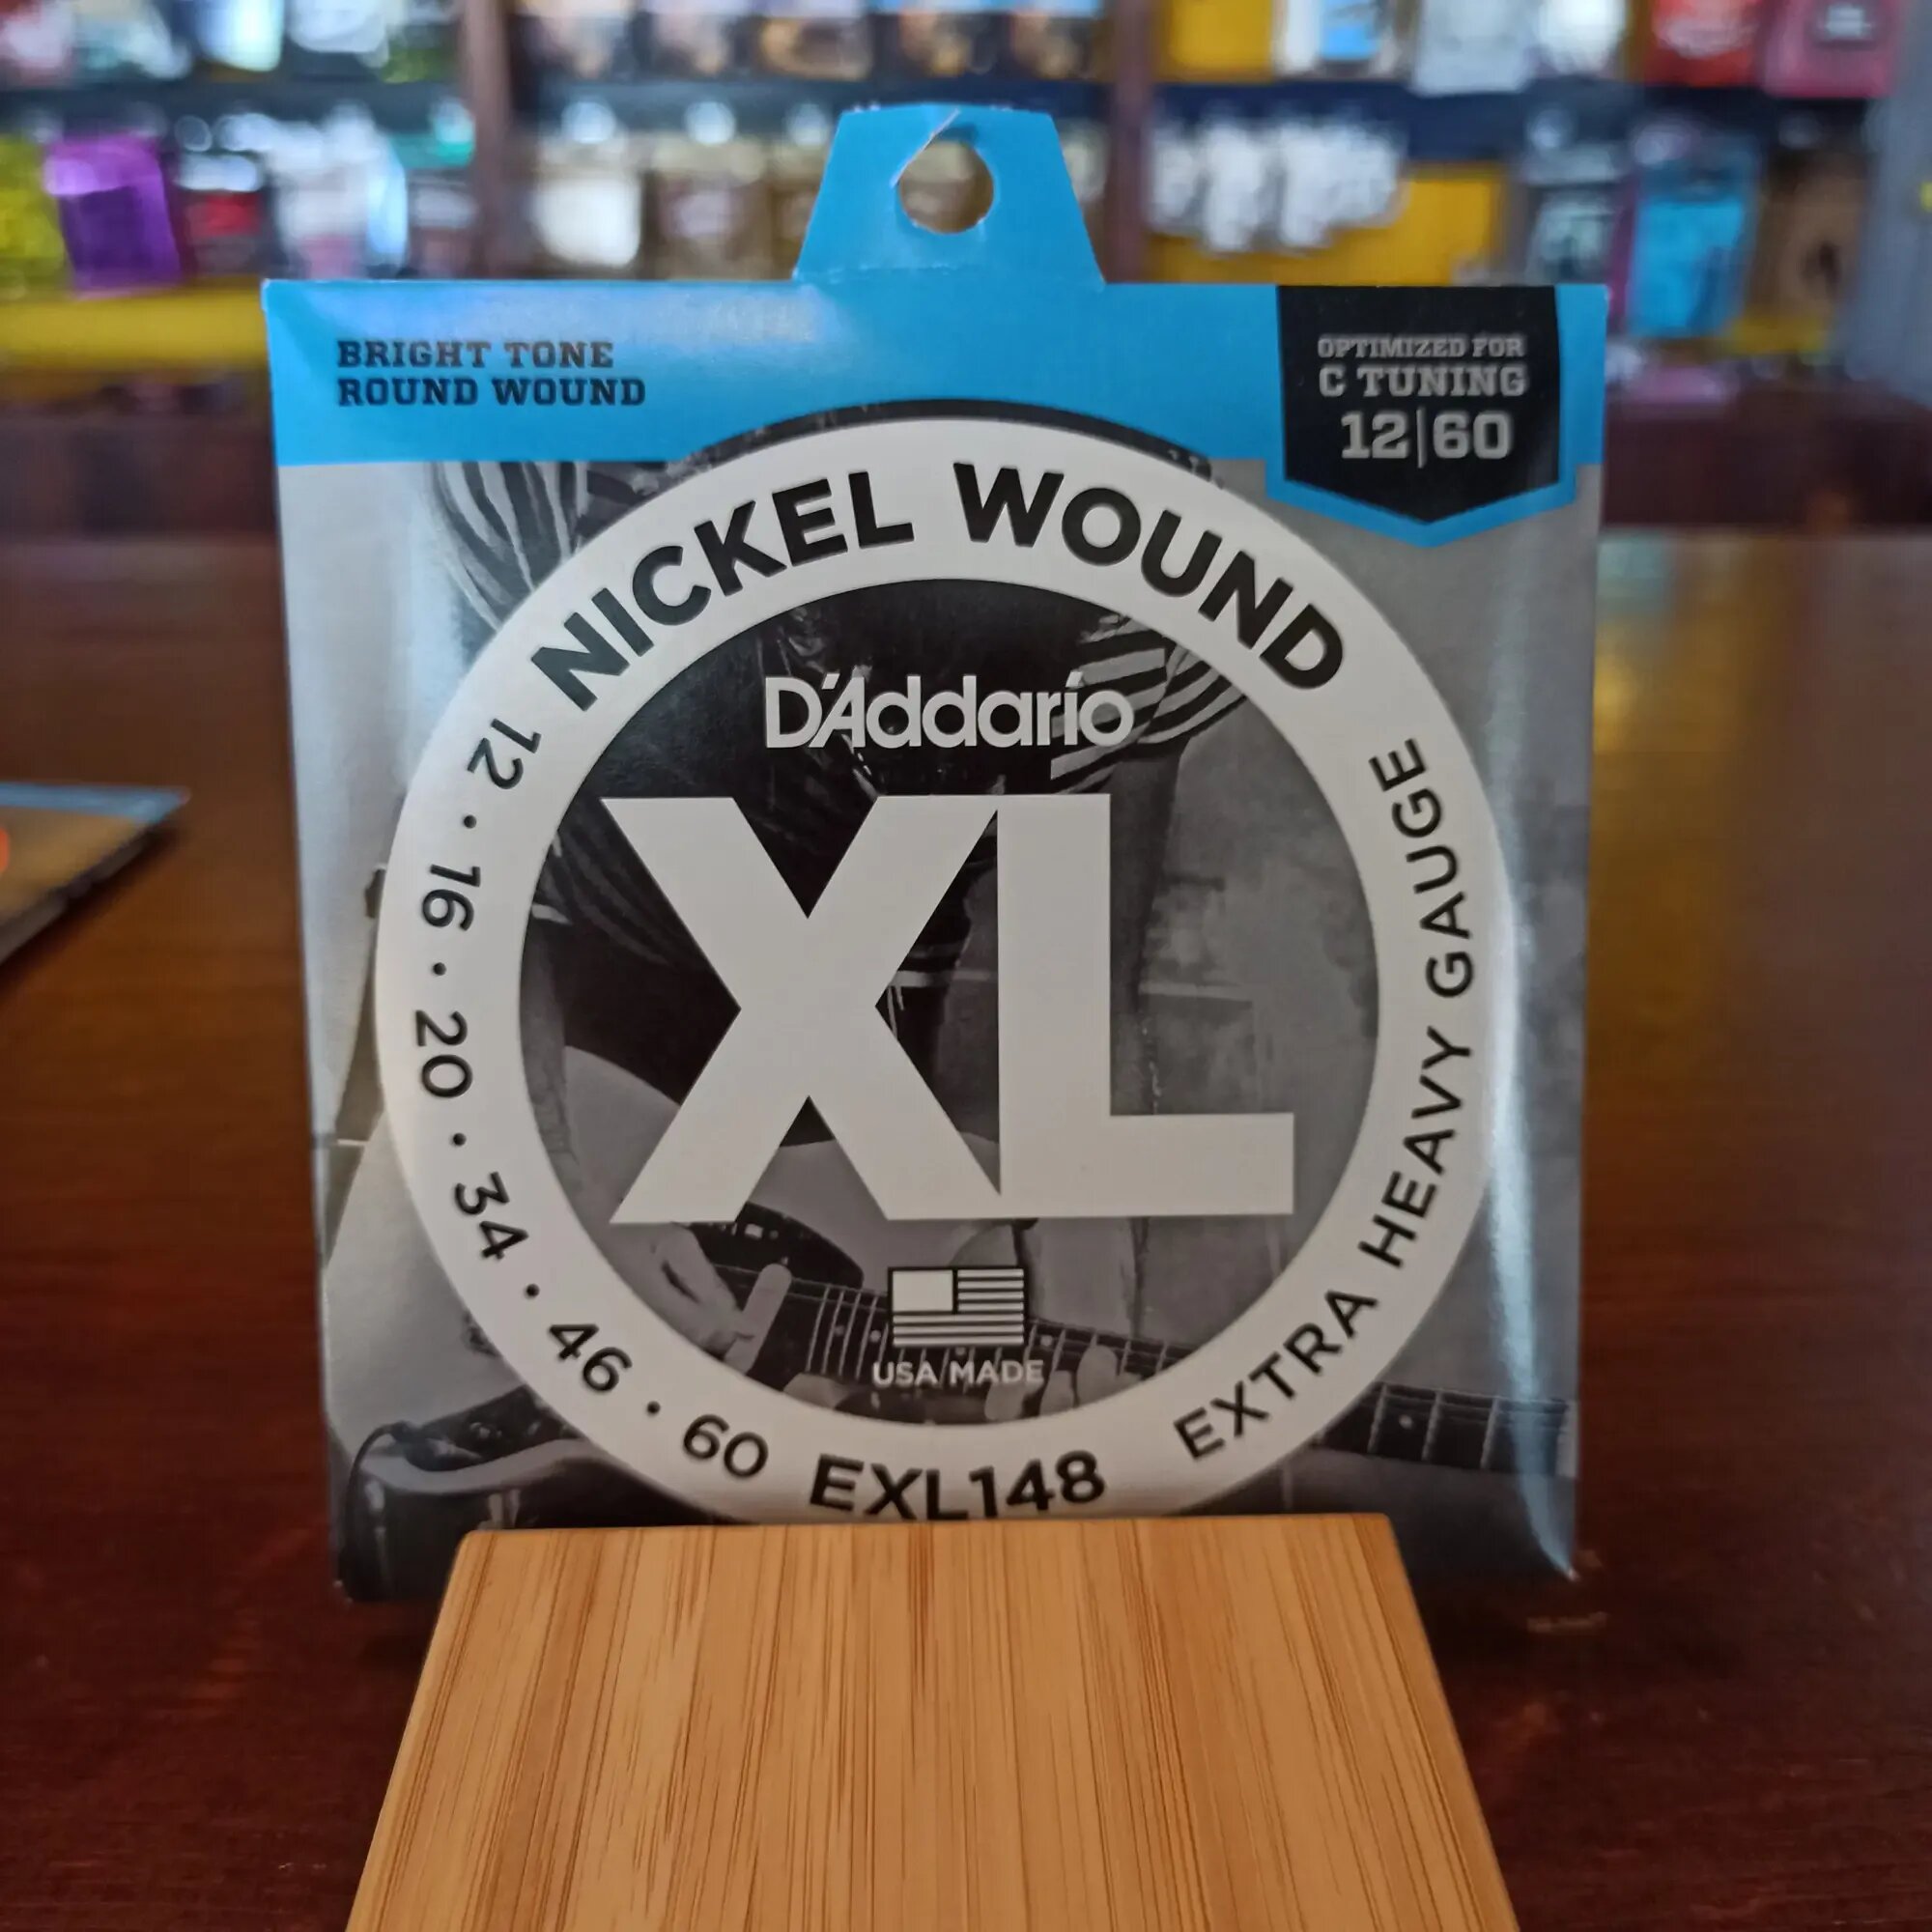 BRIGHT TONE
ROUND WOUND
OPTIMIZED FOR
C TUNING
12|60
NICKEL WOUND
D'Addario
XL
USA MADE
12 · 16 · 20 · 34 · 46 · 60
EXL148
EXTRA HEAVY GAUGE